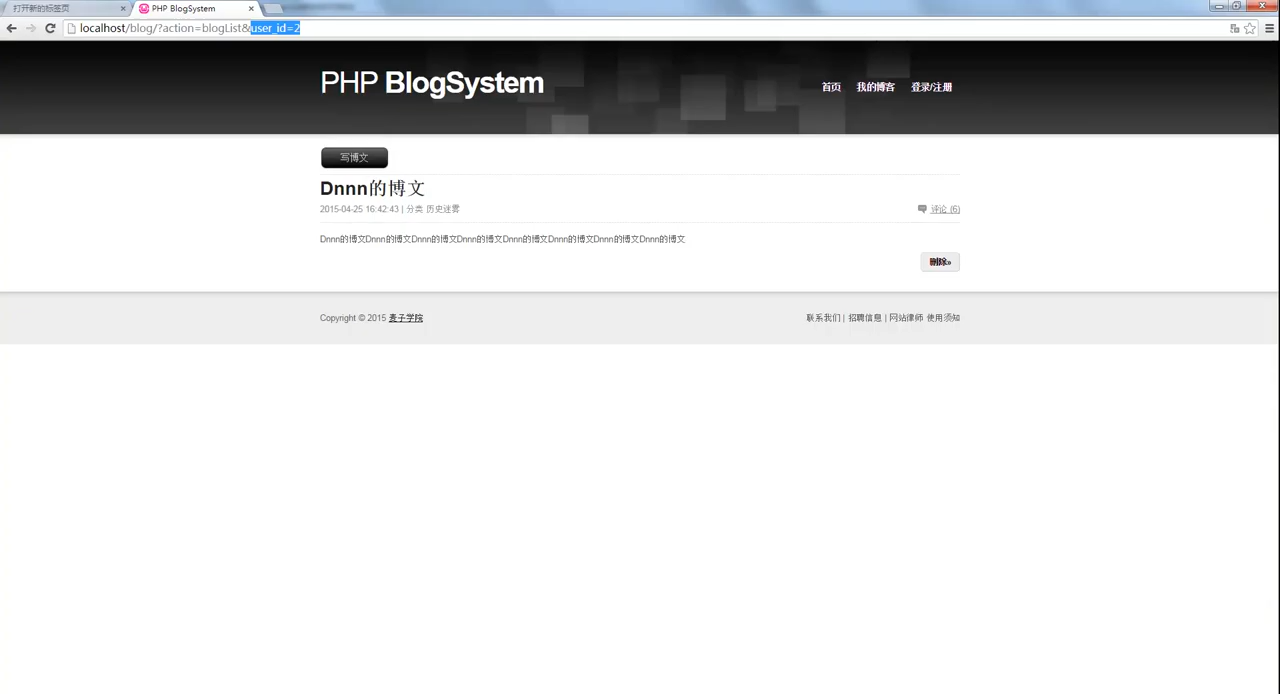 打开新的标签页
PHP BlogSystem
localhost/blog/?action=blogList&user_id=2
PHP BlogSystem
首页 我的博客 登录/注册
写博文
Dnnn的博文
2015-04-25 16:42:43 | 分类 历史迷雾
评论 (6)
Dnnn的博文Dnnn的博文Dnnn的博文Dnnn的博文Dnnn的博文Dnnn的博文Dnnn的博文Dnnn的博文
删除»
Copyright © 2015 麦子学院
联系我们 | 招聘信息 | 网站律师 使用须知